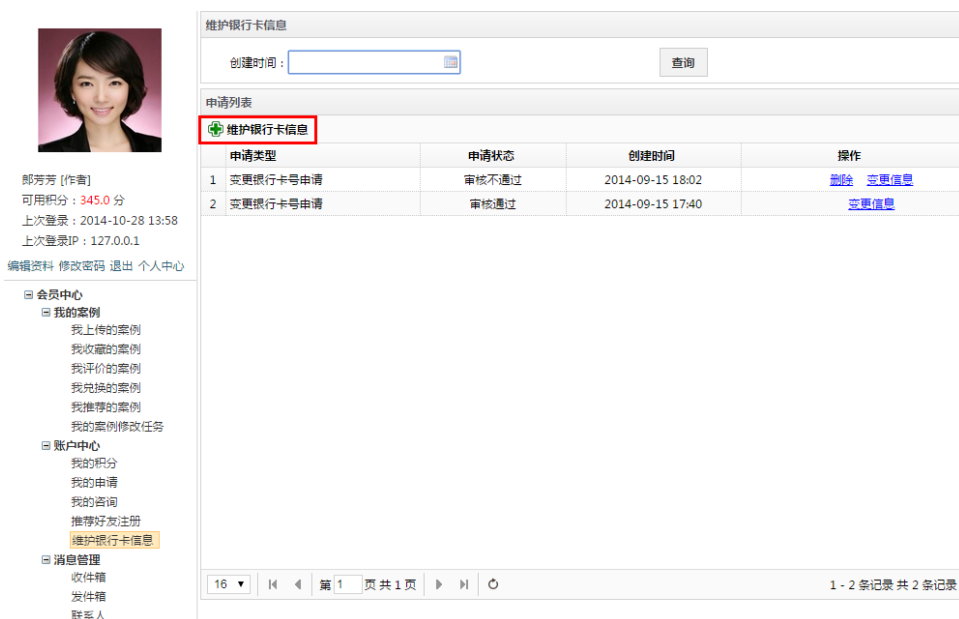 维护银行卡信息
创建时间：
查询
申请列表
维护银行卡信息
申请类型 申请状态 创建时间 操作
1 变更银行卡号申请 审核不通过 2014-09-15 18:02 删除 变更信息
2 变更银行卡号申请 审核通过 2014-09-15 17:40 变更信息
16 第 1 页 共 1 页 1 - 2 条记录 共 2 条记录
郎芳芳 [作者]
可用积分：345.0 分
上次登录：2014-10-28 13:58
上次登录IP：127.0.0.1
编辑资料 修改密码 退出 个人中心
会员中心
我的案例
我上传的案例
我收藏的案例
我评价的案例
我兑换的案例
我推荐的案例
我的案例修改任务
账户中心
我的积分
我的申请
我的咨询
推荐好友注册
维护银行卡信息
消息管理
收件箱
发件箱
联系人